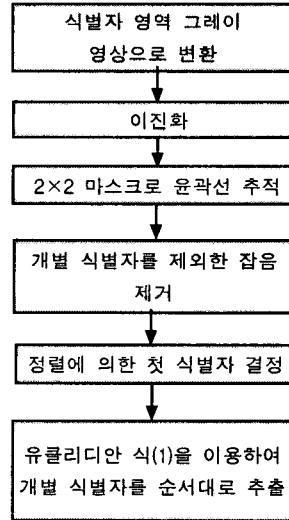 식별자 영역 그레이
영상으로 변환
이진화
2×2 마스크로 윤곽선 추적
개별 식별자를 제외한 잡음
제거
정렬에 의한 첫 식별자 결정
유클리디안 식(1)을 이용하여
개별 식별자를 순서대로 추출